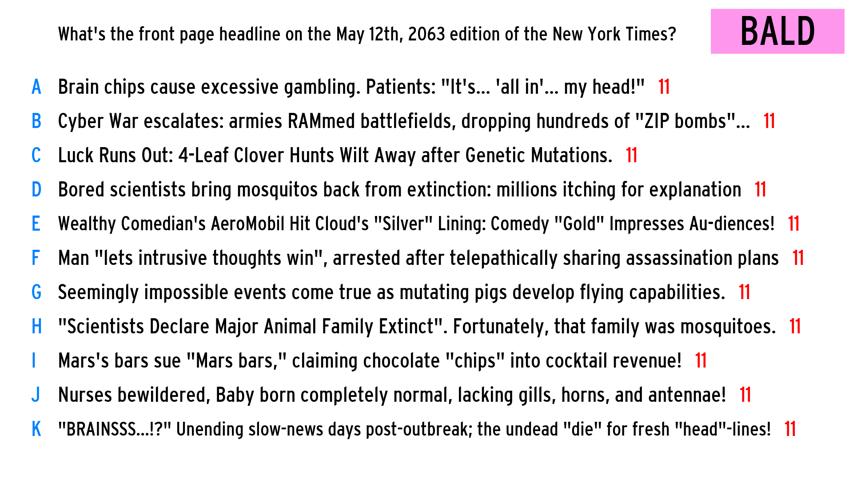 What's the front page headline on the May 12th, 2063 edition of the New York Times?
BALD
A Brain chips cause excessive gambling. Patients: "It's... 'all in'... my head!" 11
B Cyber War escalates: armies RAMmed battlefields, dropping hundreds of "ZIP bombs"... 11
C Luck Runs Out: 4-Leaf Clover Hunts Wilt Away after Genetic Mutations. 11
D Bored scientists bring mosquitos back from extinction: millions itching for explanation 11
E Wealthy Comedian's AeroMobil Hit Cloud's "Silver" Lining: Comedy "Gold" Impresses Au-diences! 11
F Man "lets intrusive thoughts win", arrested after telepathically sharing assassination plans 11
G Seemingly impossible events come true as mutating pigs develop flying capabilities. 11
H "Scientists Declare Major Animal Family Extinct". Fortunately, that family was mosquitoes. 11
I Mars's bars sue "Mars bars," claiming chocolate "chips" into cocktail revenue! 11
J Nurses bewildered, Baby born completely normal, lacking gills, horns, and antennae! 11
K "BRAINSSS...!?" Unending slow-news days post-outbreak; the undead "die" for fresh "head"-lines! 11